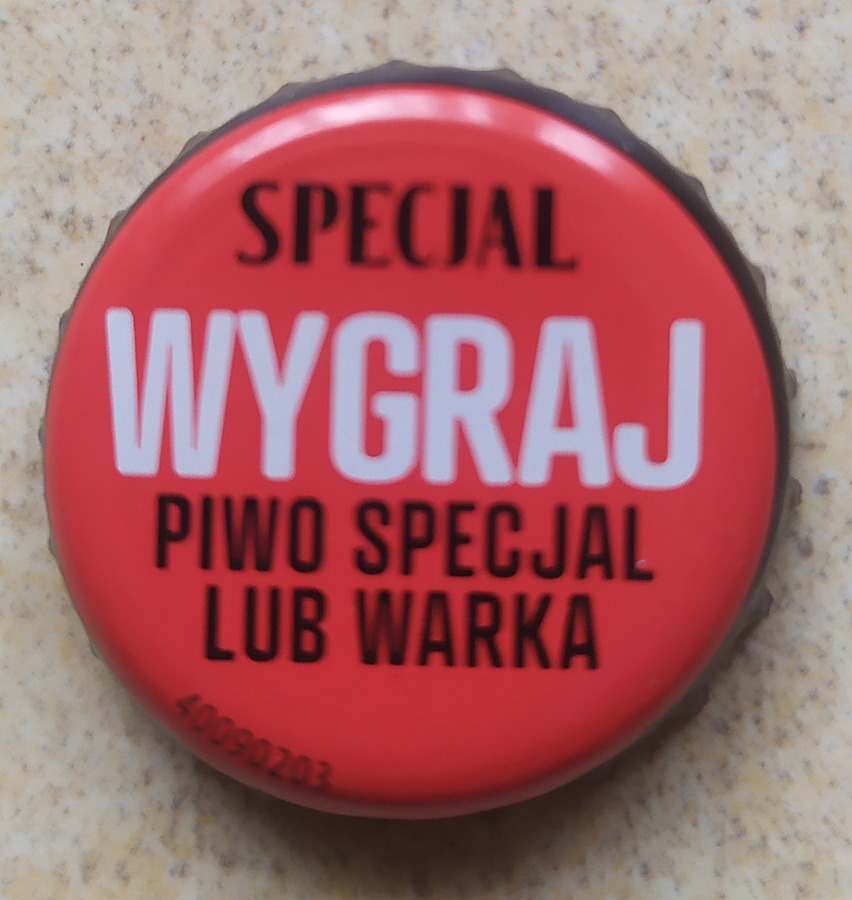 SPECJAL
WYGRAJ
PIWO SPECJAL
LUB WARKA
40090203